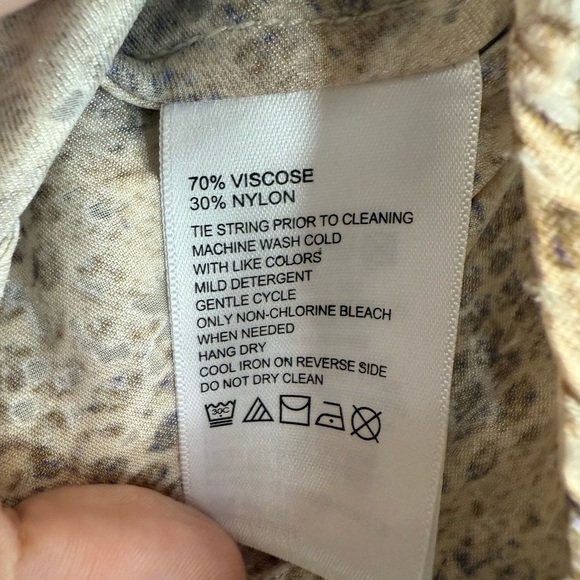 70% VISCOSE
30% NYLON
TIE STRING PRIOR TO CLEANING
MACHINE WASH COLD
WITH LIKE COLORS
MILD DETERGENT
GENTLE CYCLE
ONLY NON-CHLORINE BLEACH
WHEN NEEDED
HANG DRY
COOL IRON ON REVERSE SIDE
DO NOT DRY CLEAN
30C